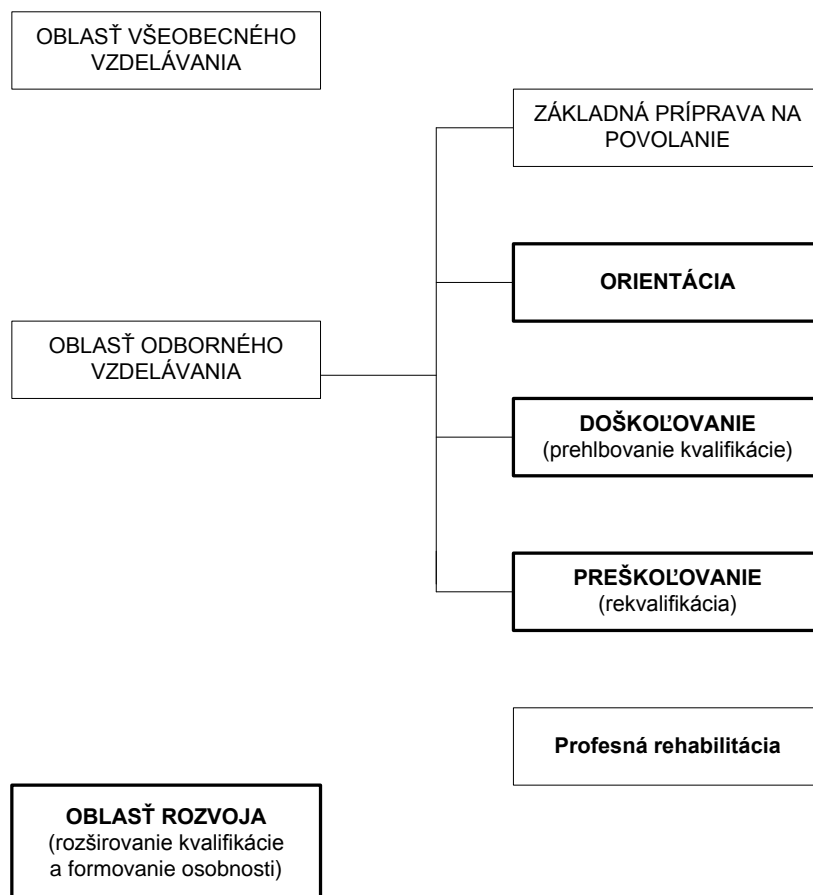 OBLASŤ VŠEOBECNÉHO
VZDELÁVANIA
ZÁKLADNÁ PRÍPRAVA NA
POVOLANIE
ORIENTÁCIA
OBLASŤ ODBORNÉHO
VZDELÁVANIA
DOŠKOĽOVANIE
(prehlbovanie kvalifikácie)
PREŠKOĽOVANIE
(rekvalifikácia)
Profesná rehabilitácia
OBLASŤ ROZVOJA
(rozširovanie kvalifikácie
a formovanie osobnosti)